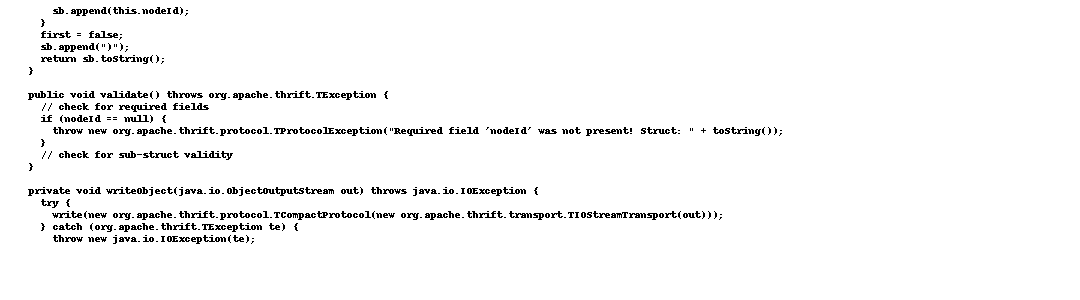 sb.append(this.nodeId);
}
first = false;
sb.append(")");
return sb.toString();
}
public void validate() throws org.apache.thrift.TException {
// check for required fields
if (nodeId == null) {
throw new org.apache.thrift.protocol.TProtocolException("Required field 'nodeId' was not present! Struct: " + toString());
}
// check for sub-struct validity
}
private void writeObject(java.io.ObjectOutputStream out) throws java.io.IOException {
try {
write(new org.apache.thrift.protocol.TCompactProtocol(new org.apache.thrift.transport.TIOStreamTransport(out)));
} catch (org.apache.thrift.TException te) {
throw new java.io.IOException(te);